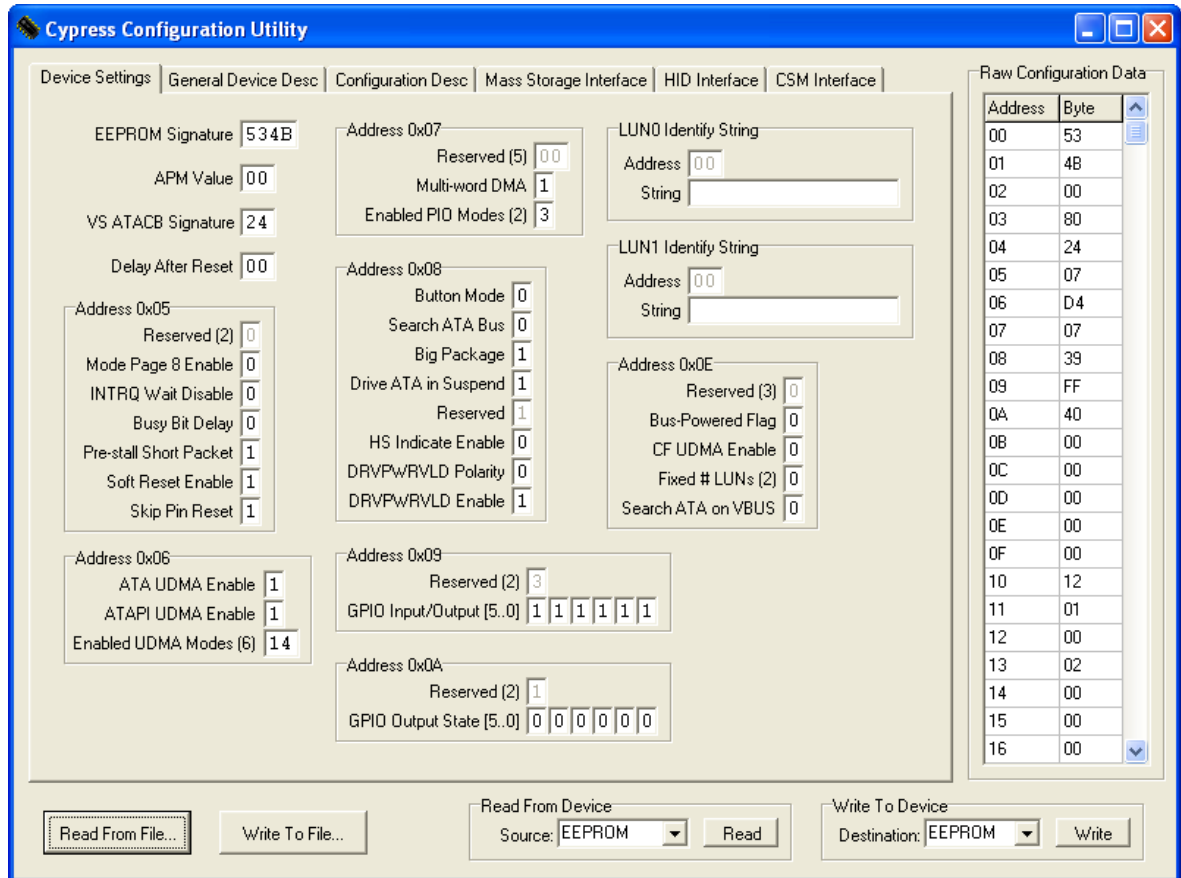 Cypress Configuration Utility
Device Settings General Device Desc Configuration Desc Mass Storage Interface HID Interface CSM Interface
EEPROM Signature 534B
APM Value 00
VS ATACB Signature 24
Delay After Reset 00
Address 0x05
Reserved (2) 0
Mode Page 8 Enable 0
INTRQ Wait Disable 0
Busy Bit Delay 0
Pre-stall Short Packet 1
Soft Reset Enable 1
Skip Pin Reset 1
Address 0x06
ATA UDMA Enable 1
ATAPI UDMA Enable 1
Enabled UDMA Modes (6) 14
Address 0x07
Reserved (5) 00
Multi-word DMA 1
Enabled PIO Modes (2) 3
Address 0x08
Button Mode 0
Search ATA Bus 0
Big Package 1
Drive ATA in Suspend 1
Reserved 1
HS Indicate Enable 0
DRVPWRVLD Polarity 0
DRVPWRVLD Enable 1
Address 0x09
Reserved (2) 3
GPIO Input/Output [5..0] 1 1 1 1 1 1
Address 0x0A
Reserved (2) 1
GPIO Output State [5..0] 0 0 0 0 0 0
LUN0 Identify String
Address 00
String
LUN1 Identify String
Address 00
String
Address 0x0E
Reserved (3) 0
Bus-Powered Flag 0
CF UDMA Enable 0
Fixed # LUNs (2) 0
Search ATA on VBUS 0
Raw Configuration Data
Address Byte
00 53
01 4B
02 00
03 80
04 24
05 07
06 D4
07 07
08 39
09 FF
0A 40
0B 00
0C 00
0D 00
0E 00
0F 00
10 12
11 01
12 00
13 02
14 00
15 00
16 00
Read From File... Write To File...
Read From Device
Source: EEPROM Read
Write To Device
Destination: EEPROM Write